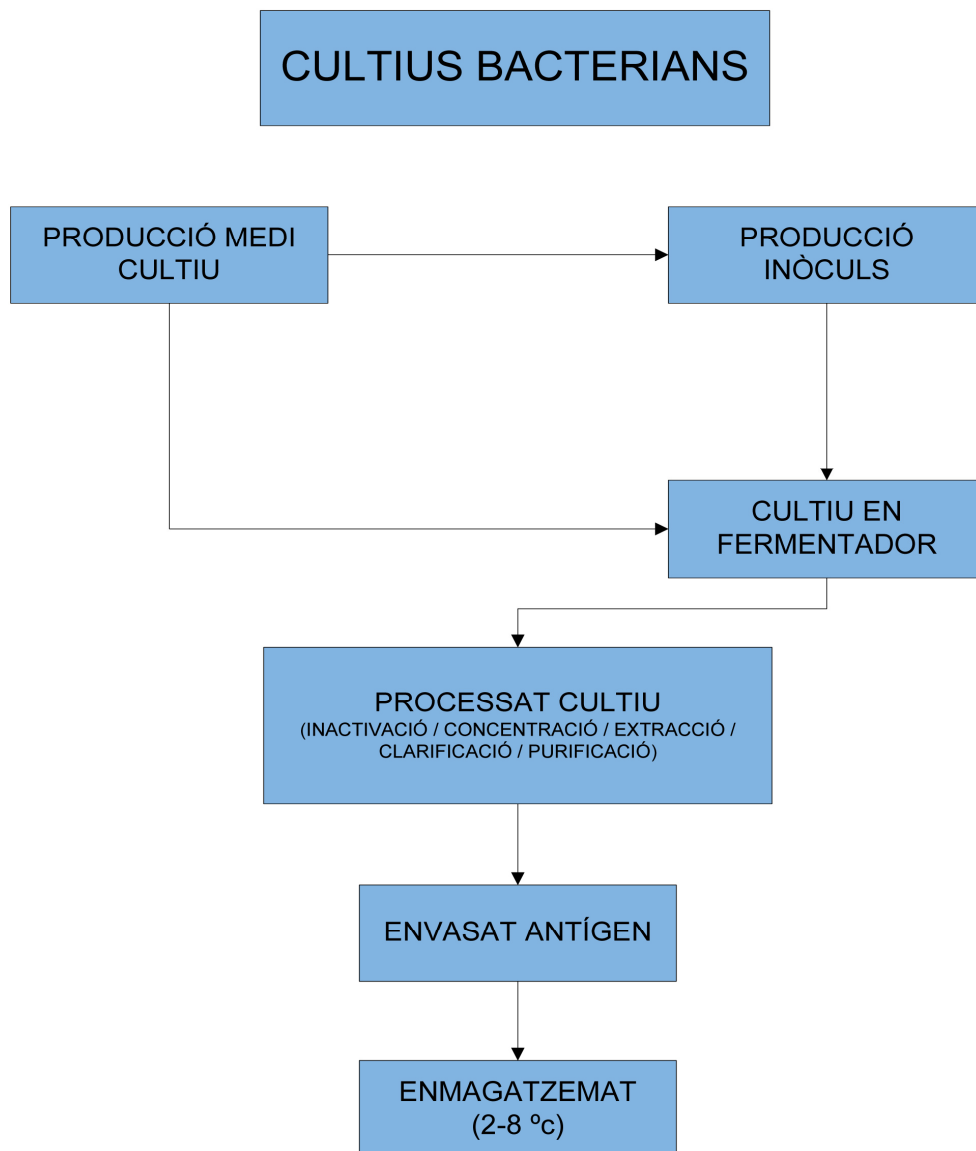 CULTIUS BACTERIANS
PRODUCCIÓ MEDI
CULTIU
PRODUCCIÓ
INÒCULS
CULTIU EN
FERMENTADOR
PROCESSAT CULTIU
(INACTIVACIÓ / CONCENTRACIÓ / EXTRACCIÓ /
CLARIFICACIÓ / PURIFICACIÓ)
ENVASAT ANTÍGEN
ENMAGATZEMAT
(2-8 ºc)